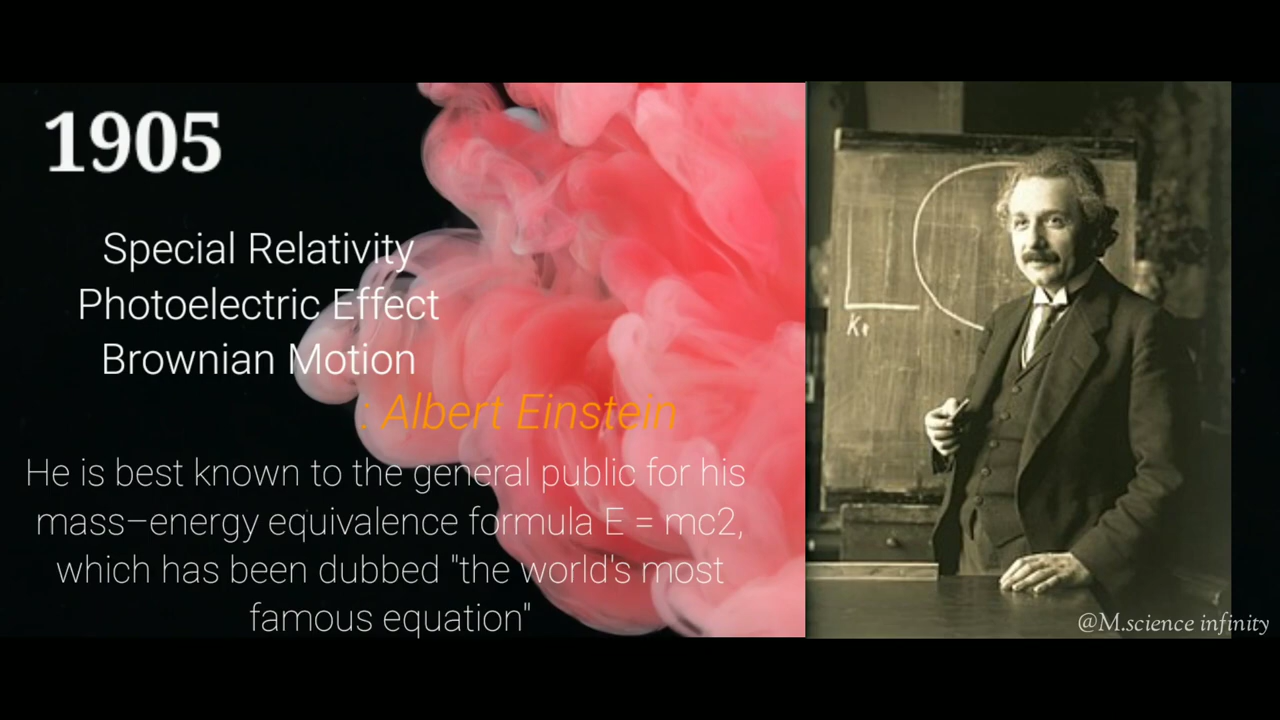 1905
Special Relativity
Photoelectric Effect
Brownian Motion
: Albert Einstein
He is best known to the general public for his
mass–energy equivalence formula E = mc2,
which has been dubbed "the world's most
famous equation"
@M.science infinity